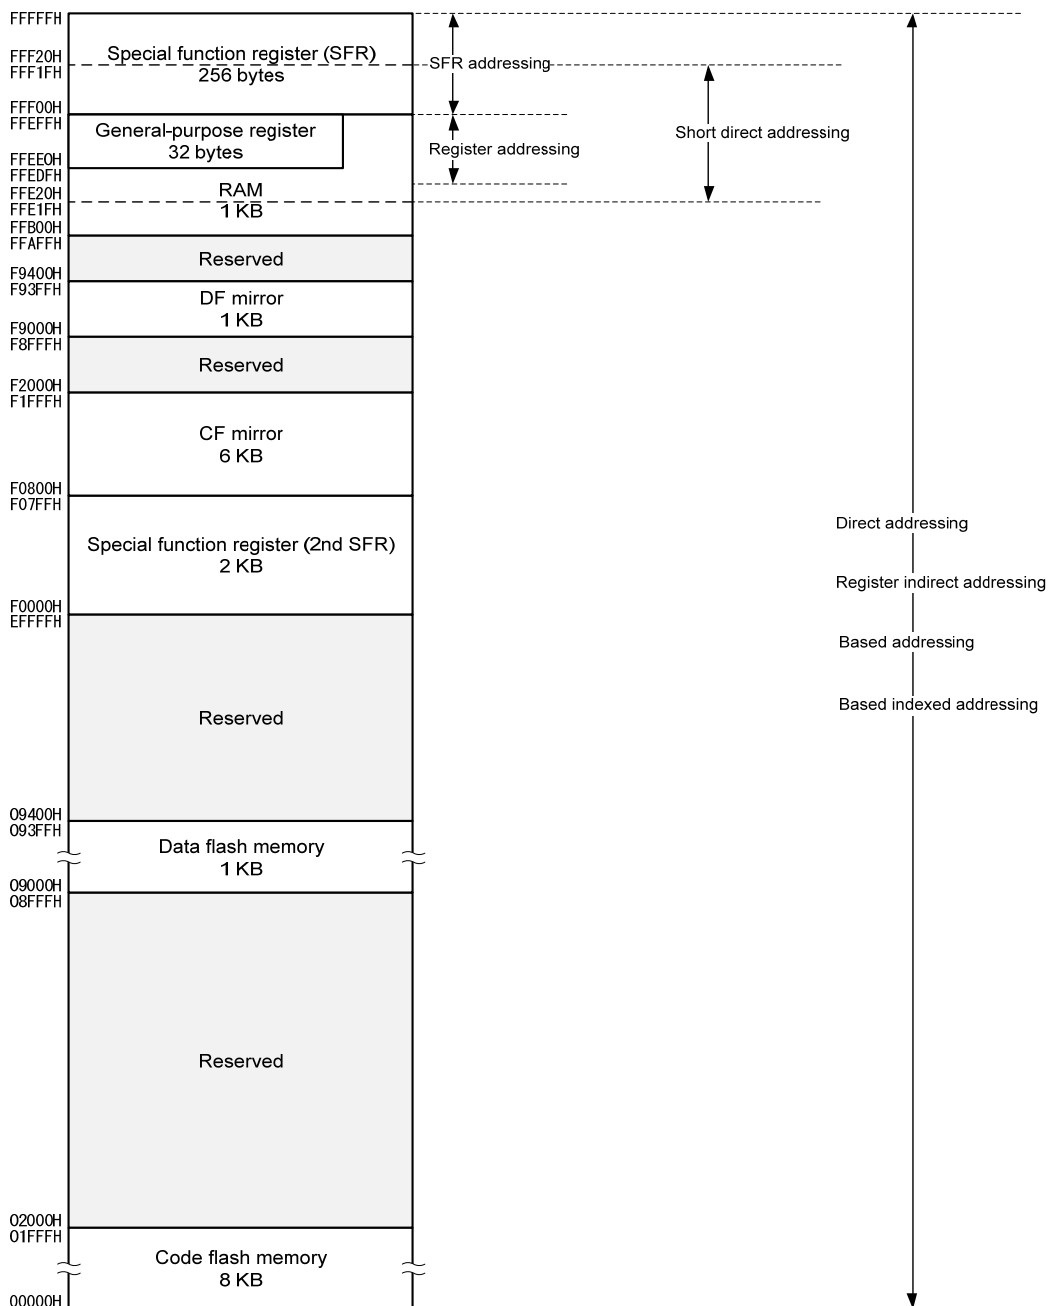 FFFFFH
FFF20H
FFF1FH
Special function register (SFR)
256 bytes
SFR addressing
FFF00H
FFEFFH
General-purpose register
32 bytes
Register addressing
Short direct addressing
FFEE0H
FFEDFH
FFE20H
FFE1FH
RAM
1 KB
FFB00H
FFAFFH
Reserved
F9400H
F93FFH
DF mirror
1 KB
F9000H
F8FFFH
Reserved
F2000H
F1FFFH
CF mirror
6 KB
F0800H
F07FFH
Special function register (2nd SFR)
2 KB
Direct addressing
Register indirect addressing
F0000H
EFFFFH
Based addressing
Based indexed addressing
Reserved
09400H
093FFH
Data flash memory
1 KB
09000H
08FFFH
Reserved
02000H
01FFFH
Code flash memory
8 KB
00000H